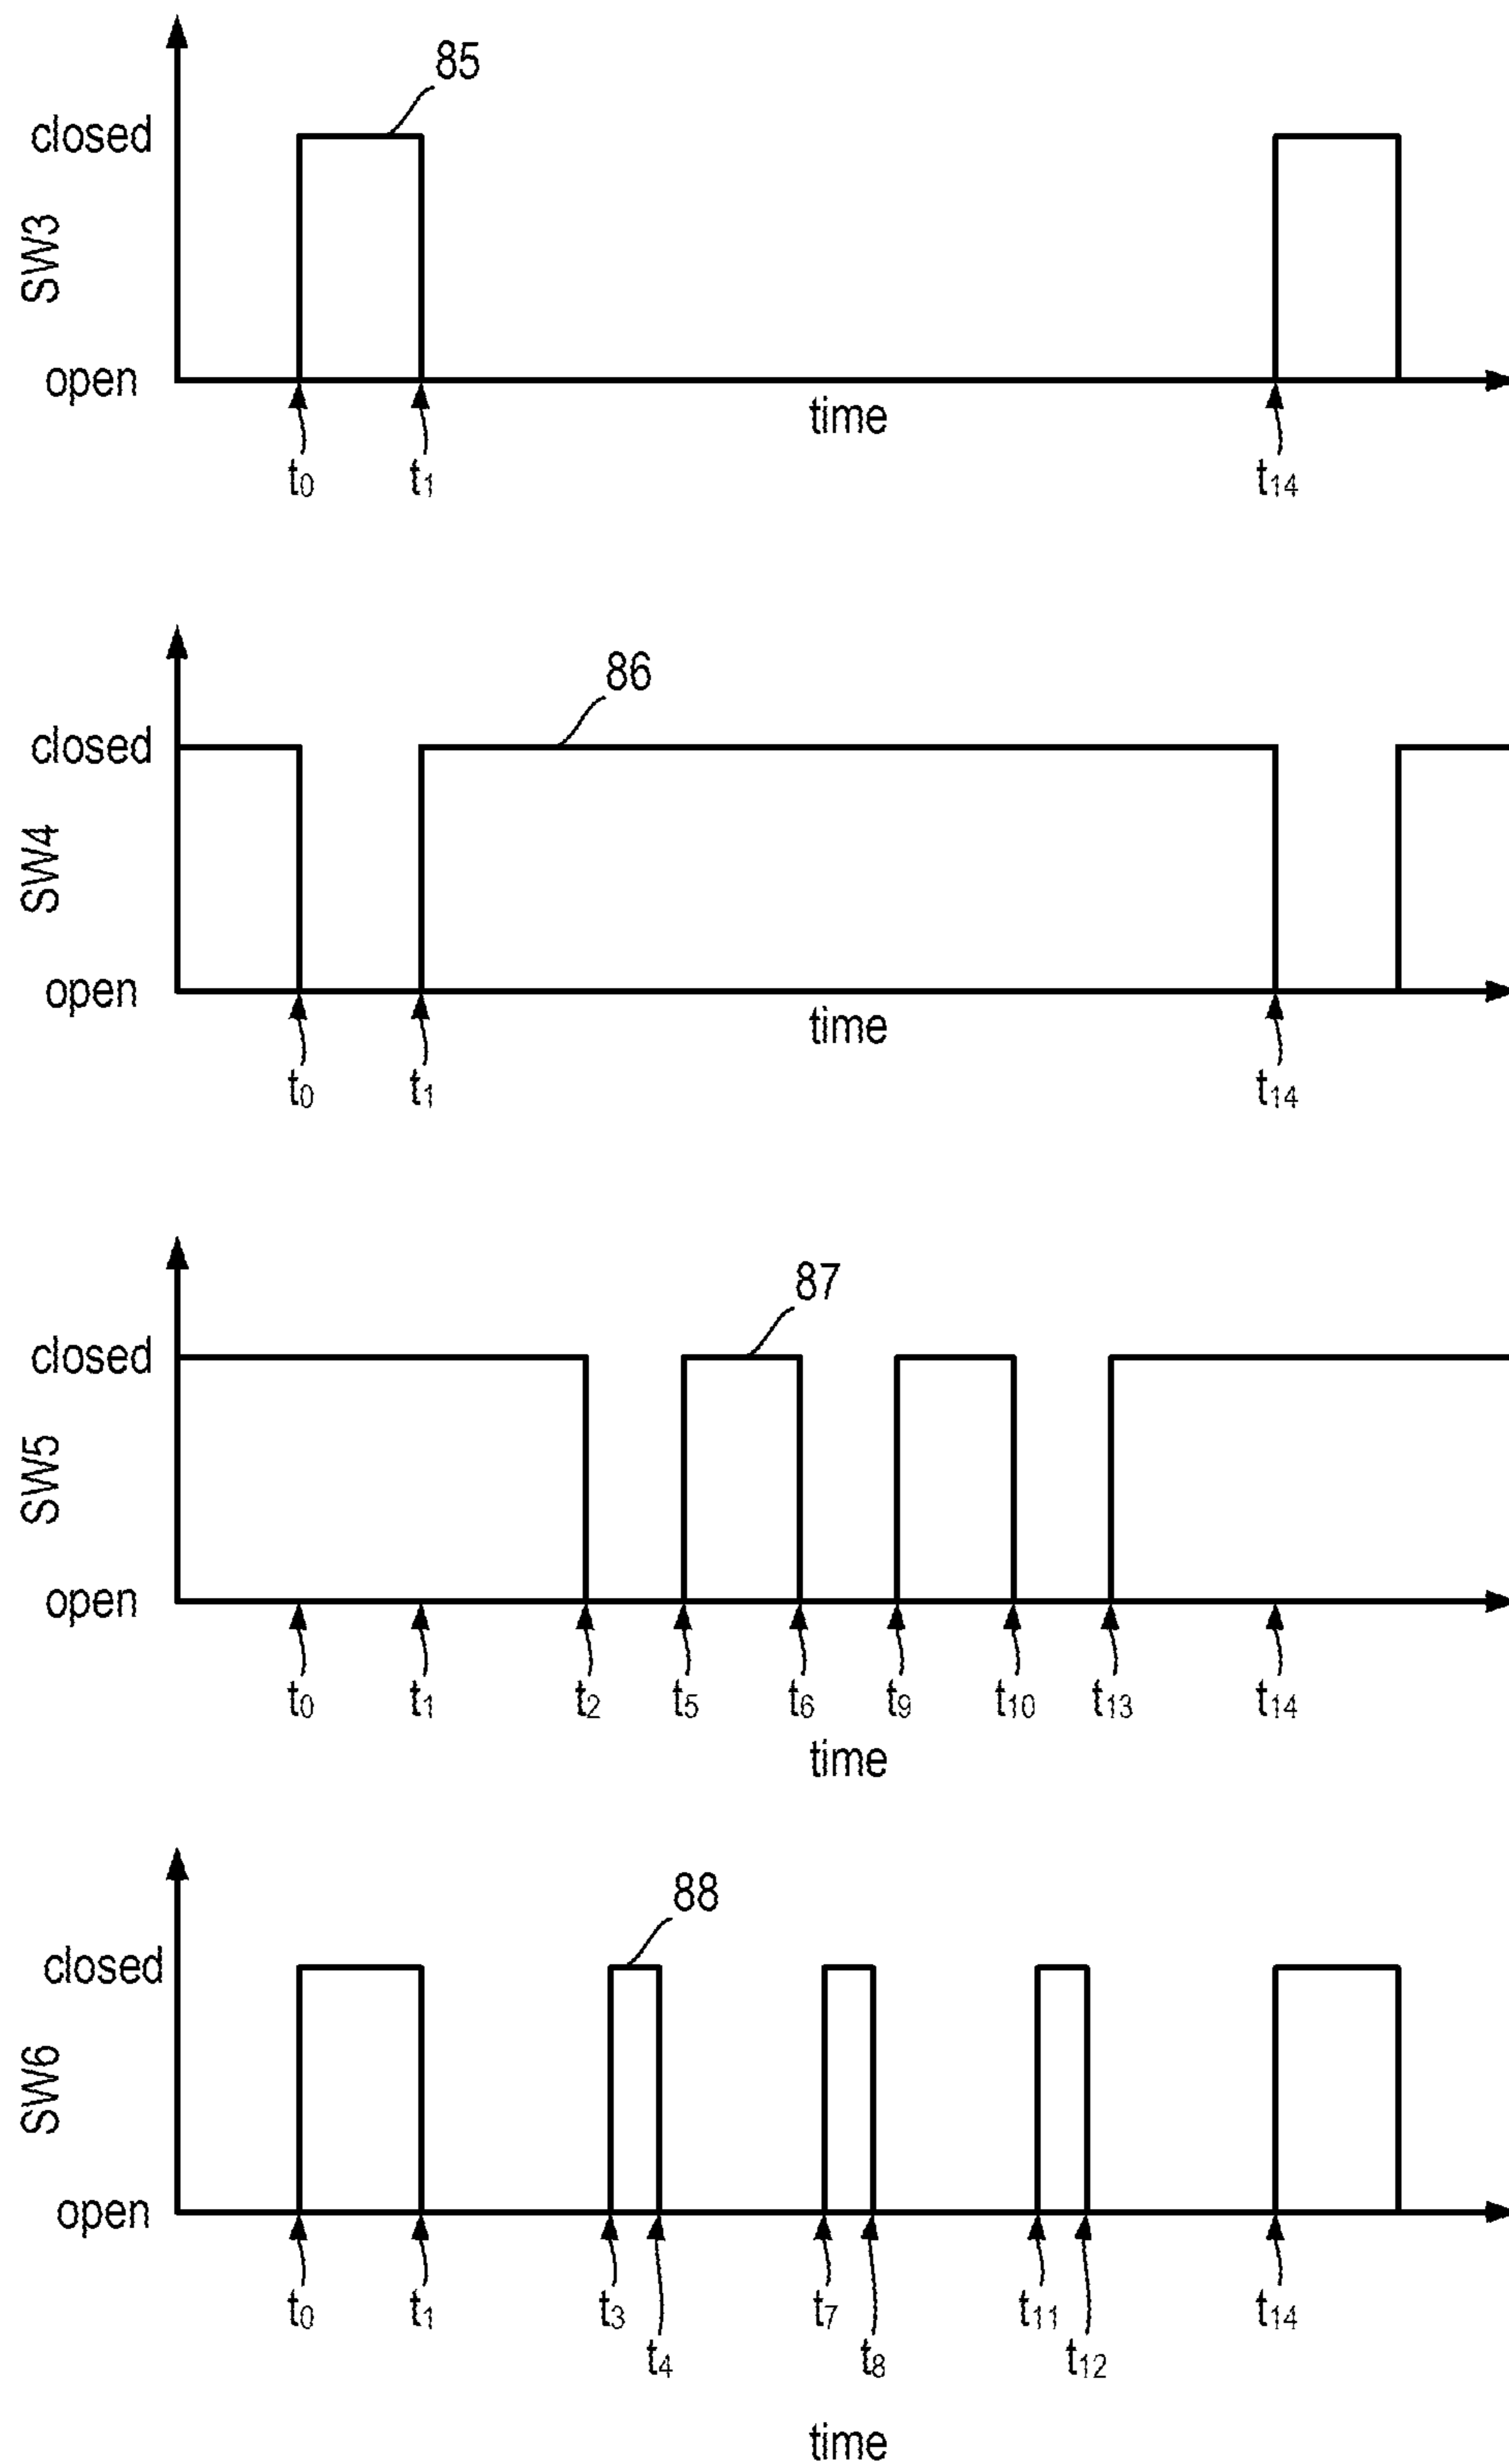 85
closed
SW3
open
time
t0 t1 t14
86
closed
SW4
open
time
t0 t1 t14
87
closed
SW5
open
t0 t1 t2 t5 t6 t9 t10 t13 t14
time
88
closed
SW6
open
t0 t1 t3 t7 t11 t14
t4 t8 t12
time